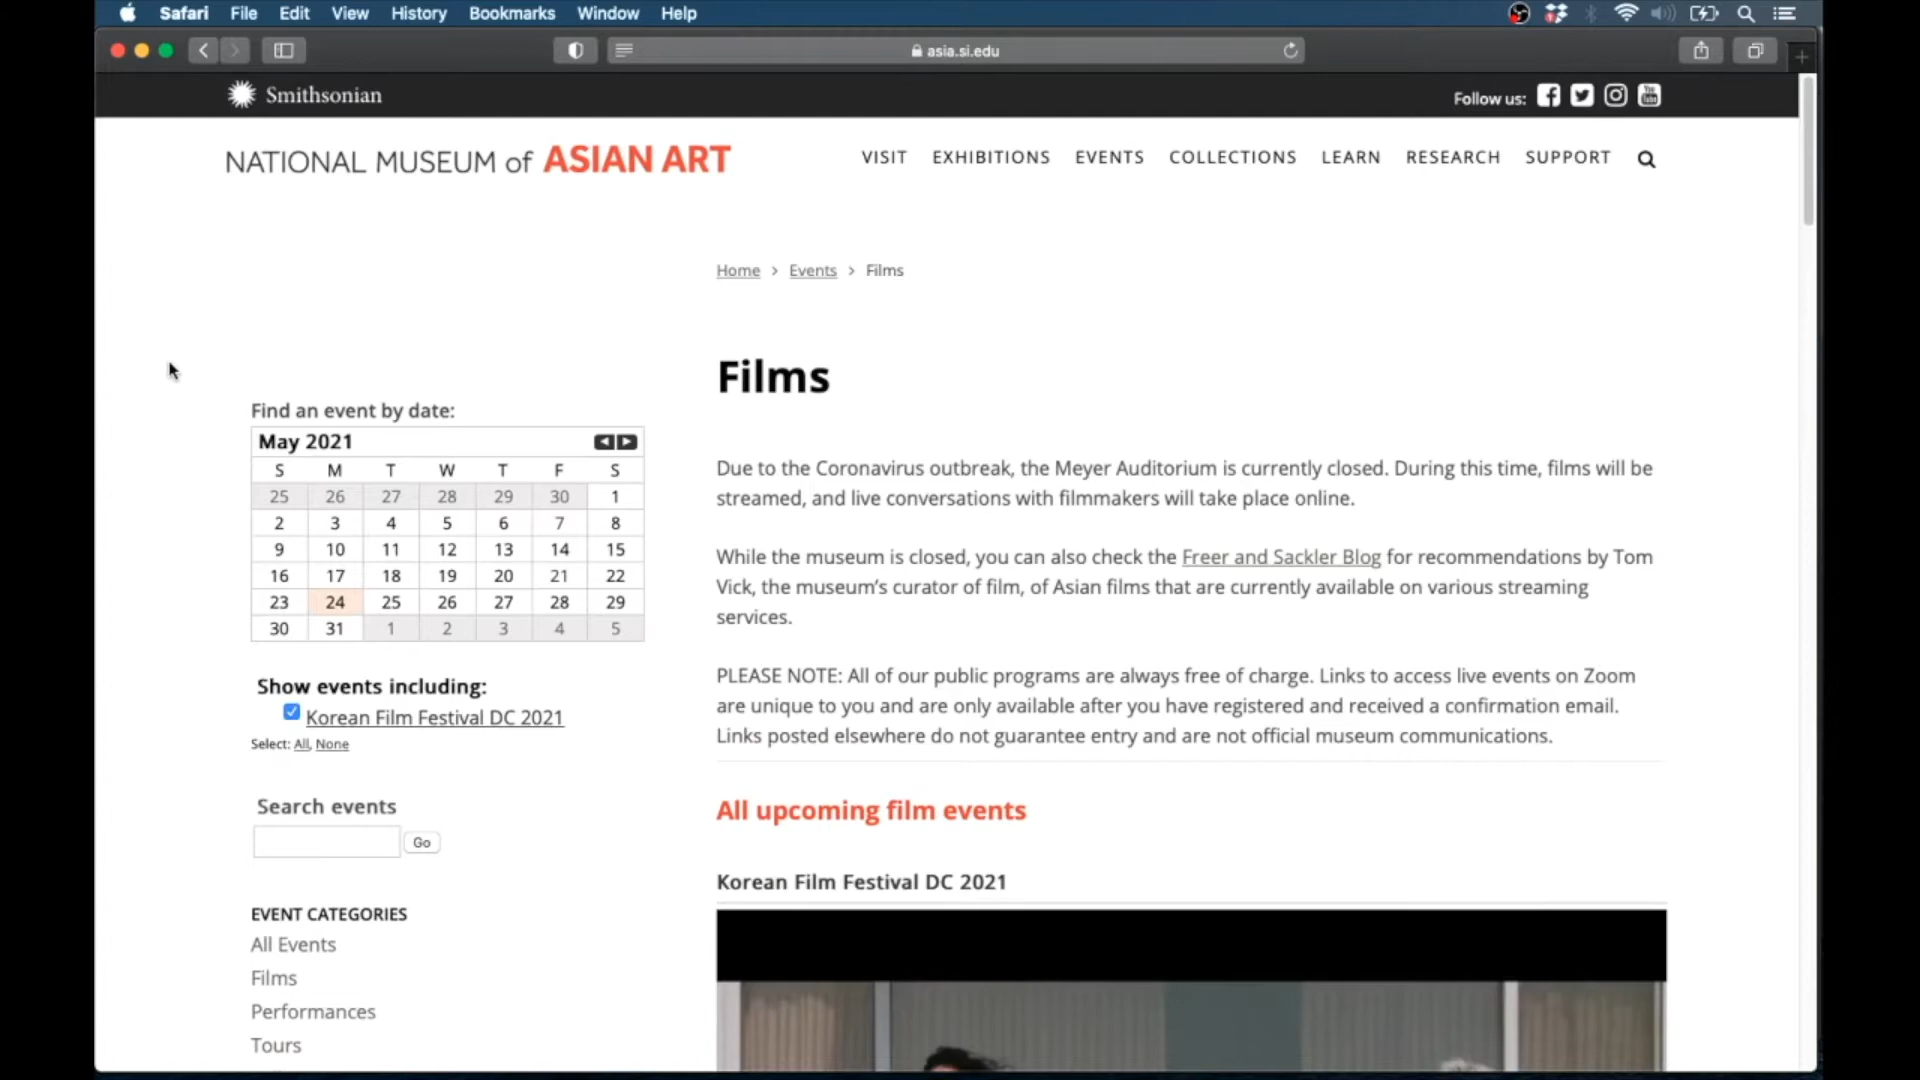 Safari File Edit View History Bookmarks Window Help
asia.si.edu
Smithsonian
Follow us:
NATIONAL MUSEUM of ASIAN ART
VISIT EXHIBITIONS EVENTS COLLECTIONS LEARN RESEARCH SUPPORT
Home > Events > Films
Films
Find an event by date:
May 2021
S M T W T F S
25 26 27 28 29 30 1
2 3 4 5 6 7 8
9 10 11 12 13 14 15
16 17 18 19 20 21 22
23 24 25 26 27 28 29
30 31 1 2 3 4 5
Show events including:
Korean Film Festival DC 2021
Select: All, None
Search events
Go
EVENT CATEGORIES
All Events
Films
Performances
Tours
Due to the Coronavirus outbreak, the Meyer Auditorium is currently closed. During this time, films will be
streamed, and live conversations with filmmakers will take place online.
While the museum is closed, you can also check the Freer and Sackler Blog for recommendations by Tom
Vick, the museum's curator of film, of Asian films that are currently available on various streaming
services.
PLEASE NOTE: All of our public programs are always free of charge. Links to access live events on Zoom
are unique to you and are only available after you have registered and received a confirmation email.
Links posted elsewhere do not guarantee entry and are not official museum communications.
All upcoming film events
Korean Film Festival DC 2021